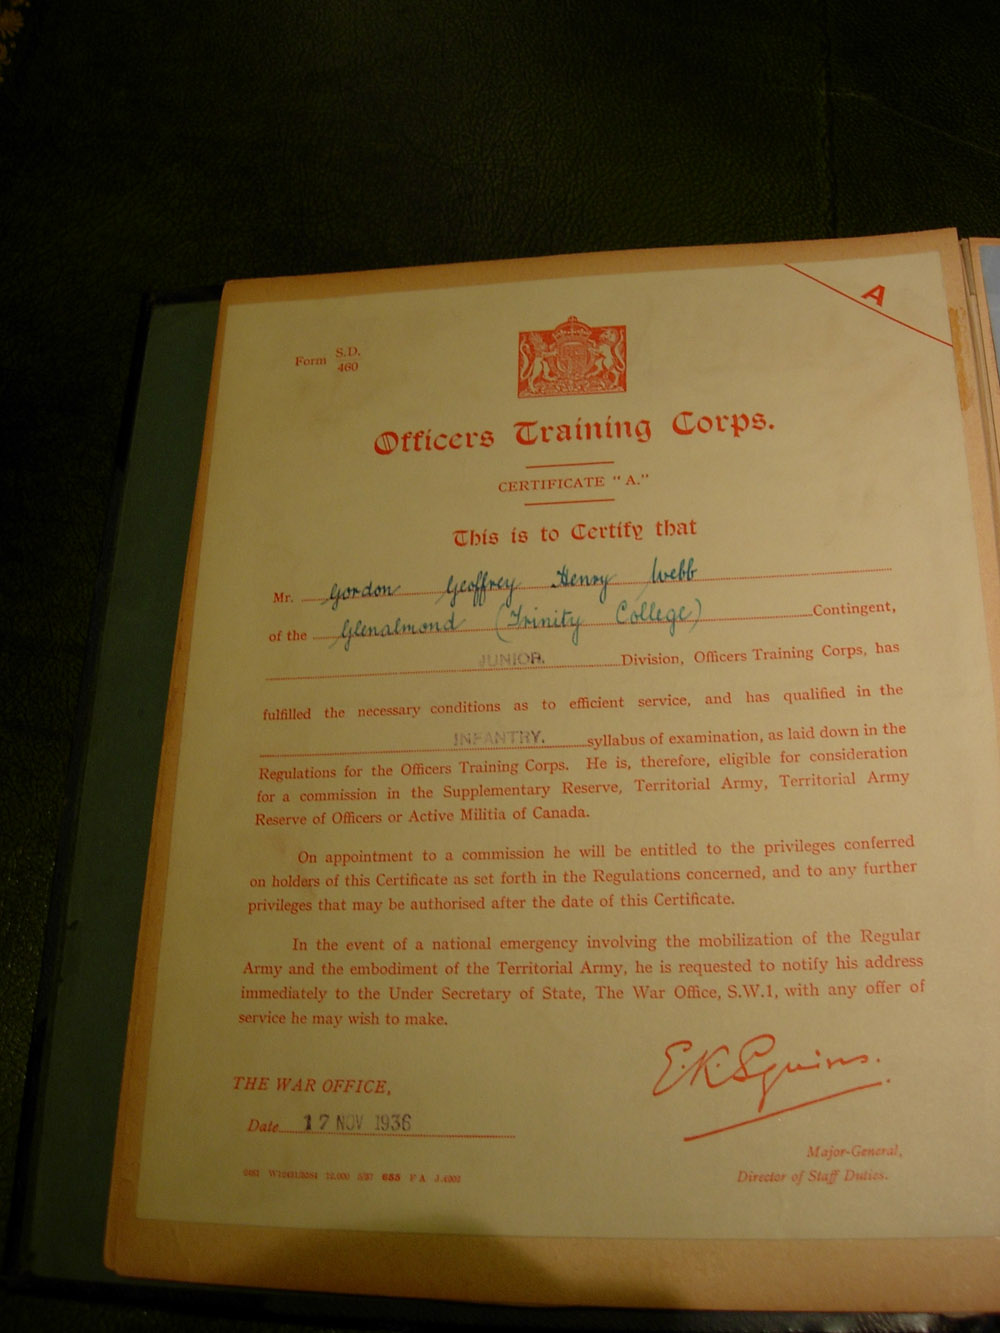 A
Form S.D. 460
Officers Training Corps.
CERTIFICATE "A."
This is to Certify that
Mr. Gordon Geoffrey Henry Webb
of the Glenalmond (Trinity College) Contingent,
JUNIOR. Division, Officers Training Corps, has
fulfilled the necessary conditions as to efficient service, and has qualified in the
INFANTRY. syllabus of examination, as laid down in the
Regulations for the Officers Training Corps. He is, therefore, eligible for consideration
for a commission in the Supplementary Reserve, Territorial Army, Territorial Army
Reserve of Officers or Active Militia of Canada.
On appointment to a commission he will be entitled to the privileges conferred
on holders of this Certificate as set forth in the Regulations concerned, and to any further
privileges that may be authorised after the date of this Certificate.
In the event of a national emergency involving the mobilization of the Regular
Army and the embodiment of the Territorial Army, he is requested to notify his address
immediately to the Under Secretary of State, The War Office, S.W.1, with any offer of
service he may wish to make.
E.K.Squires.
THE WAR OFFICE,
Date 17 NOV 1936
Major-General,
Director of Staff Duties.
655